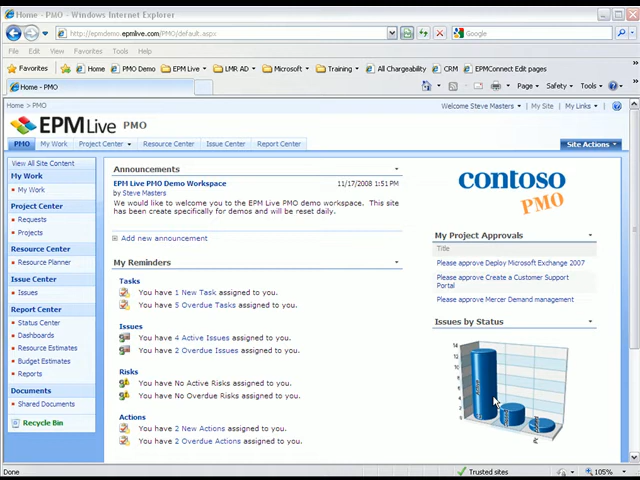 Home - PMO - Windows Internet Explorer
http://epmdemo.epmlive.com/PMO/default.aspx
Google
File Edit View Favorites Tools Help
Favorites Home PMO Demo EPM Live LMR AD Microsoft Training All Chargeability CRM EPMConnect Edit pages
Home - PMO
Page Safety Tools
Home > PMO
Welcome Steve Masters My Site My Links
EPMLive PMO
PMO My Work Project Center Resource Center Issue Center Report Center Site Actions
View All Site Content
My Work
My Work
Project Center
Requests
Projects
Resource Center
Resource Planner
Issue Center
Issues
Report Center
Status Center
Dashboards
Resource Estimates
Budget Estimates
Reports
Documents
Shared Documents
Recycle Bin
Announcements
EPM Live PMO Demo Workspace 11/17/2008 1:51 PM
by Steve Masters
We would like to welcome you to the EPM Live PMO demo workspace. This site
has been create specifically for demos and will be reset daily.
Add new announcement
My Reminders
Tasks
You have 1 New Task assigned to you.
You have 5 Overdue Tasks assigned to you.
Issues
You have 4 Active Issues assigned to you.
You have 2 Overdue Issues assigned to you.
Risks
You have No Active Risks assigned to you.
You have No Overdue Risks assigned to you.
Actions
You have 2 New Actions assigned to you.
You have 2 Overdue Actions assigned to you.
contoso
PMO
My Project Approvals
Title
Please approve Deploy Microsoft Exchange 2007
Please approve Create a Customer Support
Portal
Please approve Mercer Demand management
Issues by Status
14
12
10
8
6
4
2
0
Done Trusted sites 105%